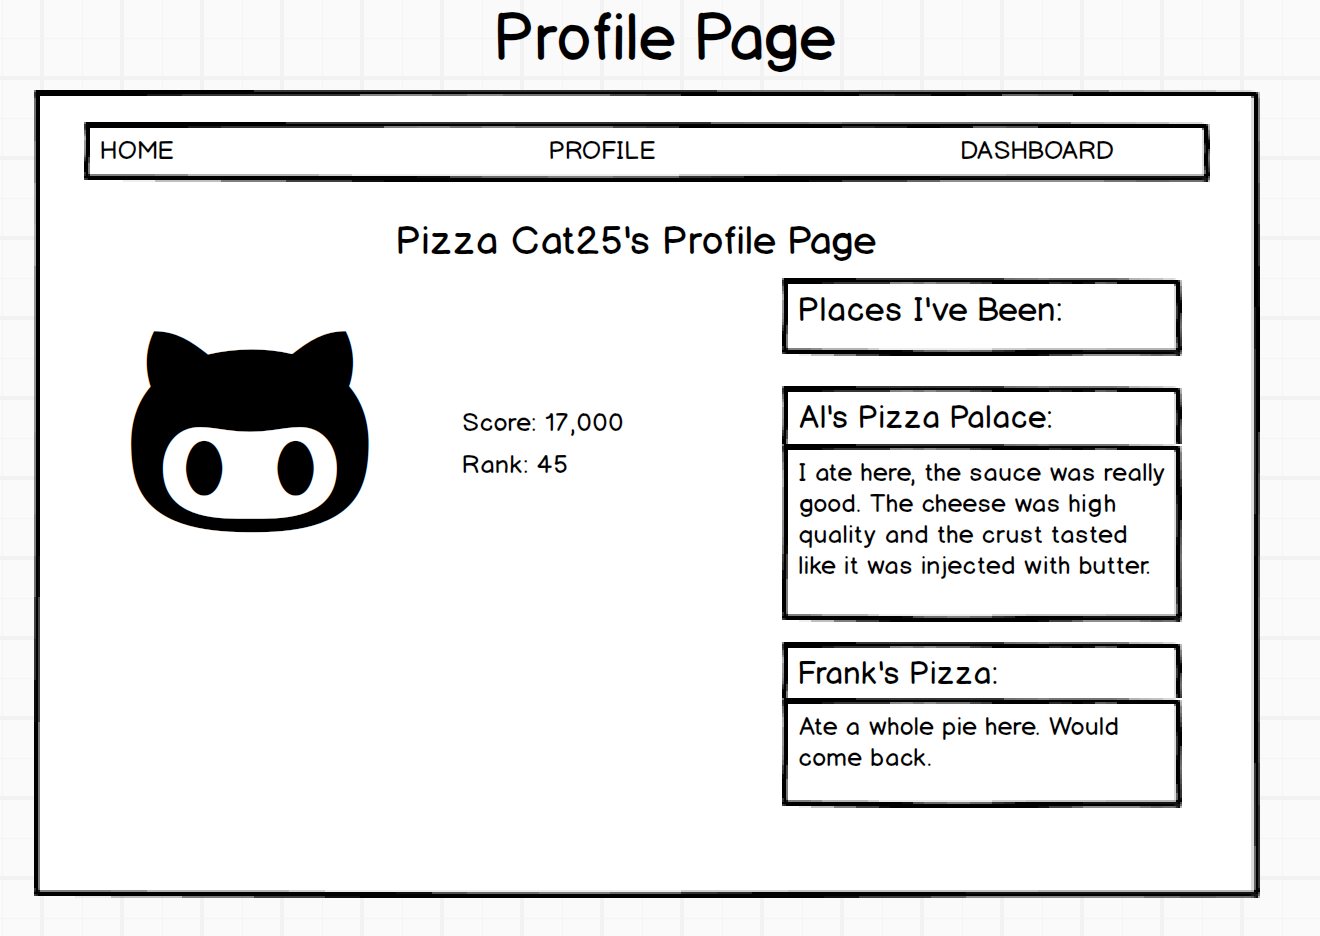 Profile Page
HOME PROFILE DASHBOARD
Pizza Cat25's Profile Page
Places I've Been:
Score: 17,000
Rank: 45
Al's Pizza Palace:
I ate here, the sauce was really
good. The cheese was high
quality and the crust tasted
like it was injected with butter.
Frank's Pizza:
Ate a whole pie here. Would
come back.